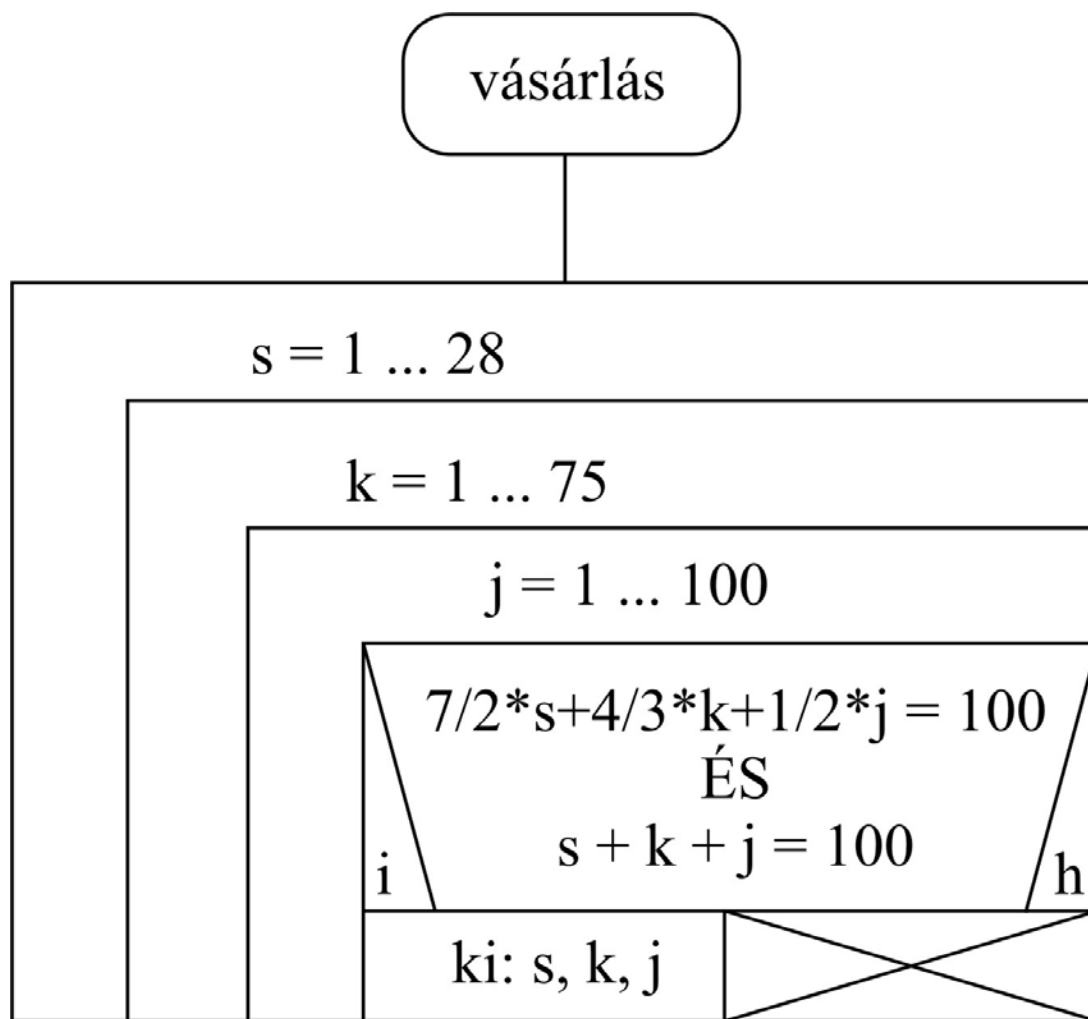 vásárlás
s = 1 ... 28
k = 1 ... 75
j = 1 ... 100
7/2*s+4/3*k+1/2*j = 100
ÉS
s + k + j = 100
i
h
ki: s, k, j